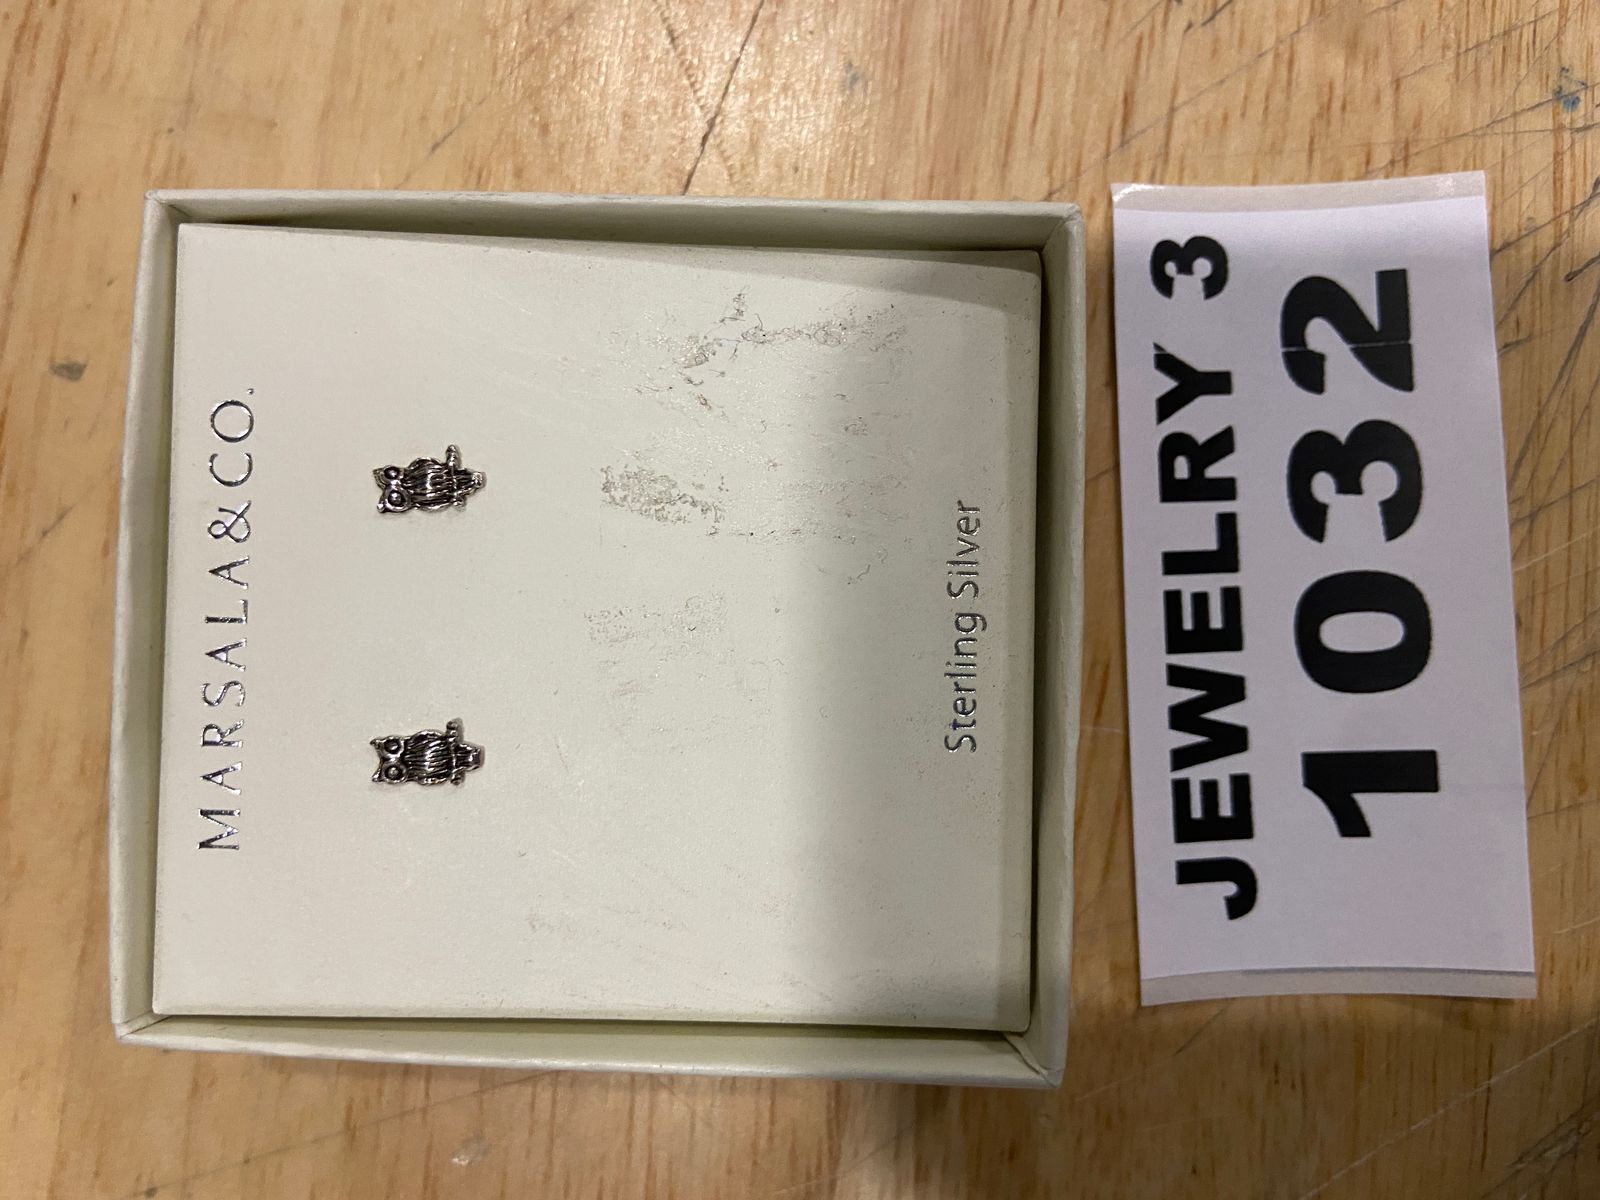 MARSALA&CO.
Sterling Silver
JEWELRY 3
1032